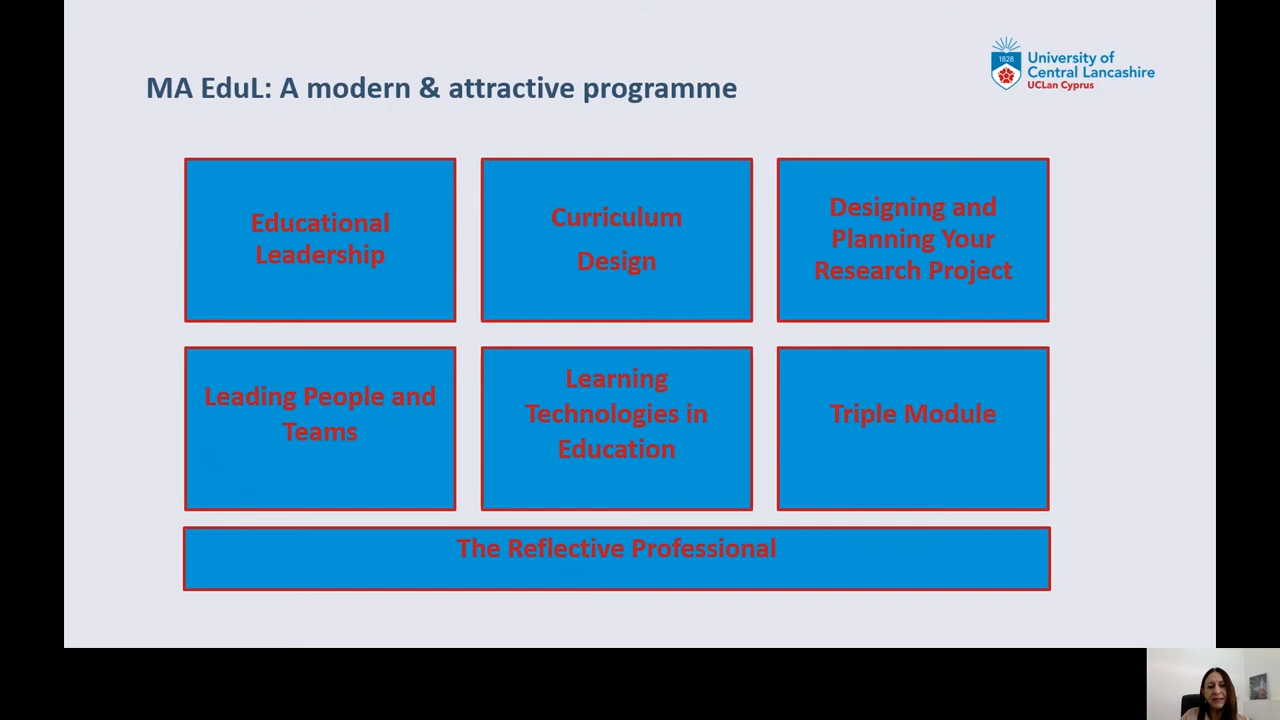 MA EduL: A modern & attractive programme
1828
University of
Central Lancashire
UCLan Cyprus
Educational
Leadership
Curriculum
Design
Designing and
Planning Your
Research Project
Leading People and
Teams
Learning
Technologies in
Education
Triple Module
The Reflective Professional